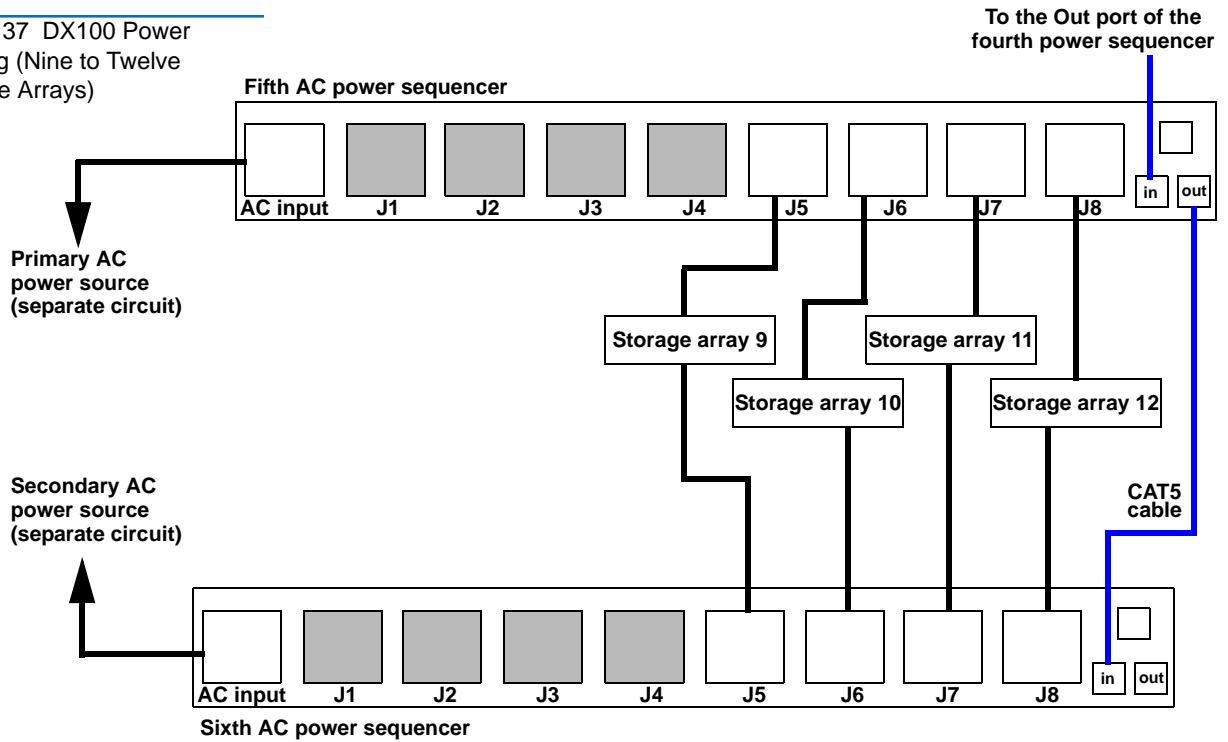 37 DX100 Power
g (Nine to Twelve
e Arrays)
To the Out port of the
fourth power sequencer
Fifth AC power sequencer
AC input J1 J2 J3 J4 J5 J6 J7 J8 in out
Primary AC
power source
(separate circuit)
Storage array 9
Storage array 11
Storage array 10
Storage array 12
Secondary AC
power source
(separate circuit)
CAT5
cable
AC input J1 J2 J3 J4 J5 J6 J7 J8 in out
Sixth AC power sequencer